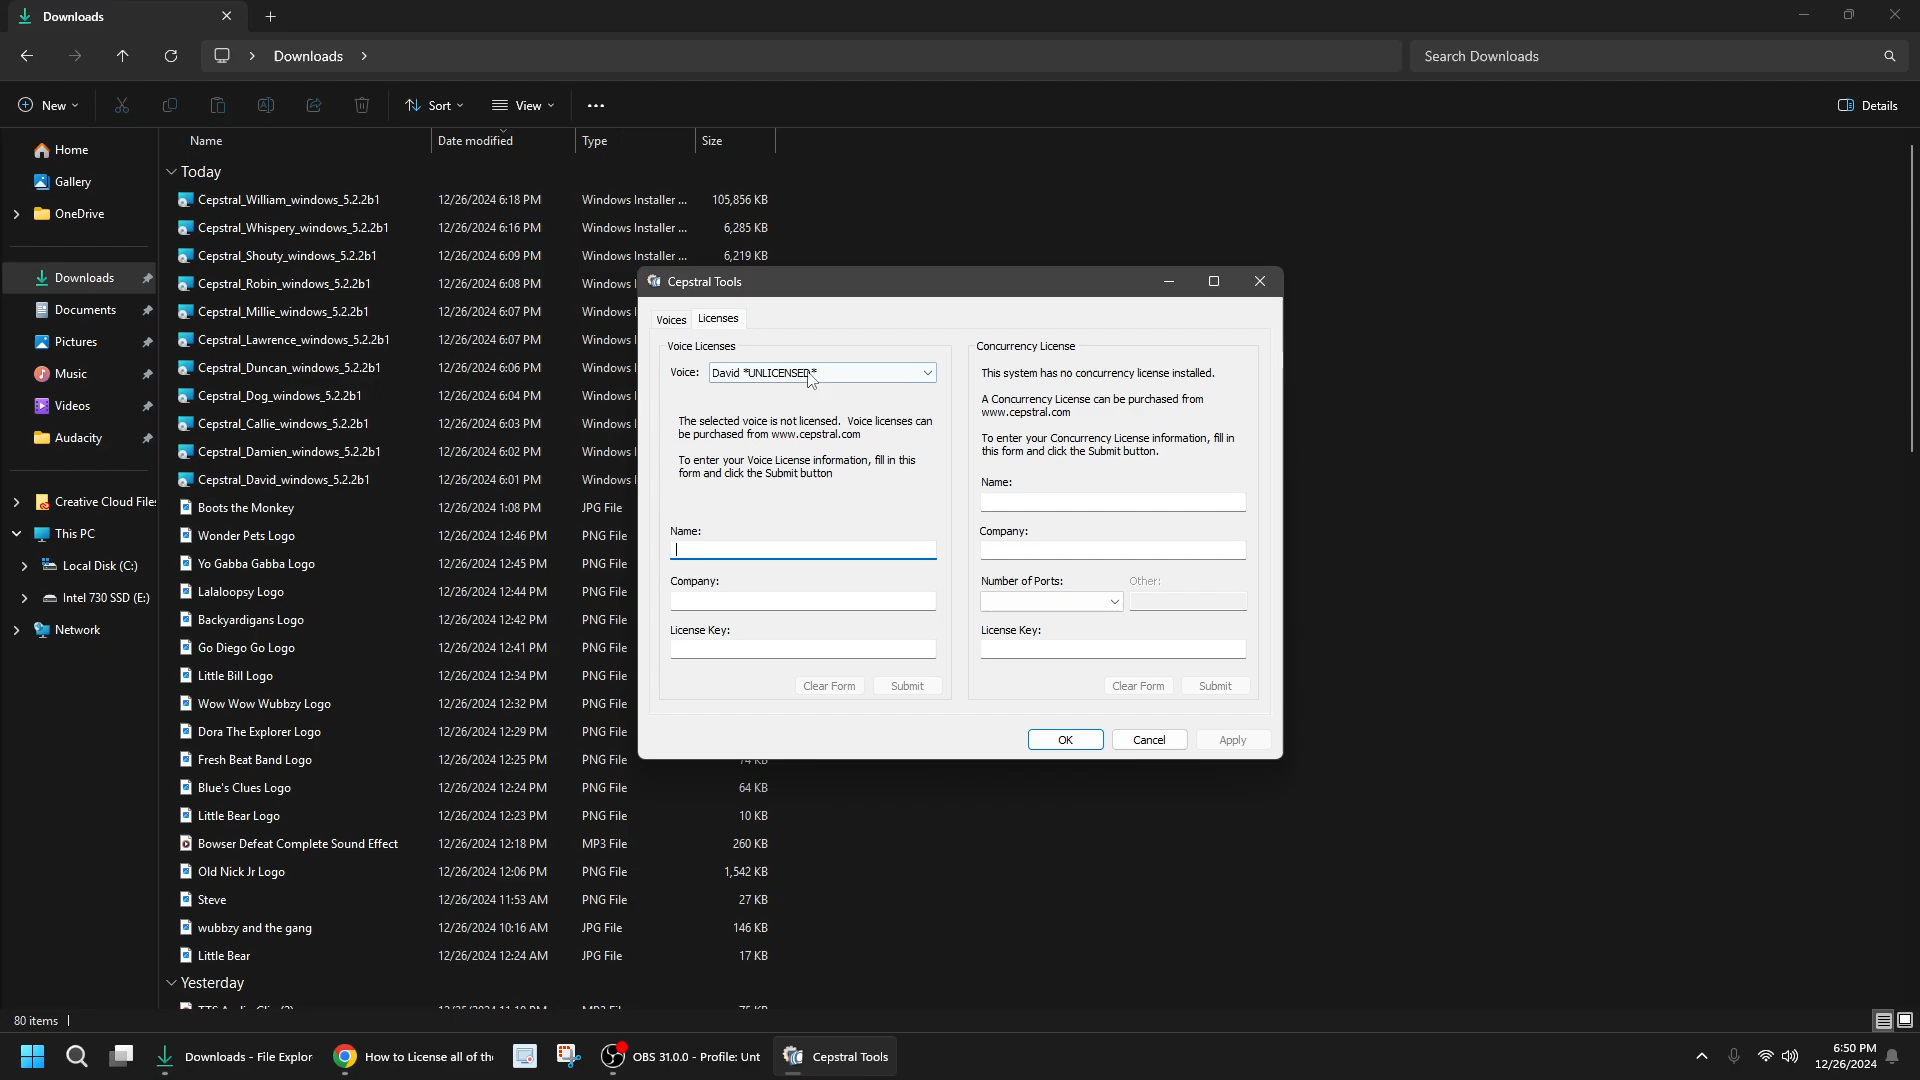 Downloads
Downloads
Search Downloads
New
Sort
View
Details
Name
Date modified
Type
Size
Home
Gallery
OneDrive
Downloads
Documents
Pictures
Music
Videos
Audacity
Creative Cloud Files
This PC
Local Disk (C:)
Intel 730 SSD (E:)
Network
Today
Cepstral_William_windows_5.2.2b1 12/26/2024 6:18 PM Windows Installer ... 105,856 KB
Cepstral_Whispery_windows_5.2.2b1 12/26/2024 6:16 PM Windows Installer ... 6,285 KB
Cepstral_Shouty_windows_5.2.2b1 12/26/2024 6:09 PM Windows Installer ... 6,219 KB
Cepstral_Robin_windows_5.2.2b1 12/26/2024 6:08 PM Windows I
Cepstral_Millie_windows_5.2.2b1 12/26/2024 6:07 PM Windows I
Cepstral_Lawrence_windows_5.2.2b1 12/26/2024 6:07 PM Windows I
Cepstral_Duncan_windows_5.2.2b1 12/26/2024 6:06 PM Windows I
Cepstral_Dog_windows_5.2.2b1 12/26/2024 6:04 PM Windows I
Cepstral_Callie_windows_5.2.2b1 12/26/2024 6:03 PM Windows I
Cepstral_Damien_windows_5.2.2b1 12/26/2024 6:02 PM Windows I
Cepstral_David_windows_5.2.2b1 12/26/2024 6:01 PM Windows I
Boots the Monkey 12/26/2024 1:08 PM JPG File
Wonder Pets Logo 12/26/2024 12:46 PM PNG File
Yo Gabba Gabba Logo 12/26/2024 12:45 PM PNG File
Lalaloopsy Logo 12/26/2024 12:44 PM PNG File
Backyardigans Logo 12/26/2024 12:42 PM PNG File
Go Diego Go Logo 12/26/2024 12:41 PM PNG File
Little Bill Logo 12/26/2024 12:34 PM PNG File
Wow Wow Wubbzy Logo 12/26/2024 12:32 PM PNG File
Dora The Explorer Logo 12/26/2024 12:29 PM PNG File
Fresh Beat Band Logo 12/26/2024 12:25 PM PNG File 74 KB
Blue's Clues Logo 12/26/2024 12:24 PM PNG File 64 KB
Little Bear Logo 12/26/2024 12:23 PM PNG File 10 KB
Bowser Defeat Complete Sound Effect 12/26/2024 12:18 PM MP3 File 260 KB
Old Nick Jr Logo 12/26/2024 12:06 PM PNG File 1,542 KB
Steve 12/26/2024 11:53 AM PNG File 27 KB
wubbzy and the gang 12/26/2024 10:16 AM JPG File 146 KB
Little Bear 12/26/2024 12:24 AM JPG File 17 KB
Yesterday
80 items
Cepstral Tools
Voices
Licenses
Voice Licenses
Voice: David *UNLICENSED*
The selected voice is not licensed. Voice licenses can
be purchased from www.cepstral.com
To enter your Voice License information, fill in this
form and click the Submit button
Name:
Company:
License Key:
Clear Form
Submit
Concurrency License
This system has no concurrency license installed.
A Concurrency License can be purchased from
www.cepstral.com
To enter your Concurrency License information, fill in
this form and click the Submit button.
Name:
Company:
Number of Ports:
Other:
License Key:
Clear Form
Submit
OK
Cancel
Apply
Downloads - File Explor
How to License all of th
OBS 31.0.0 - Profile: Unt
Cepstral Tools
6:50 PM
12/26/2024